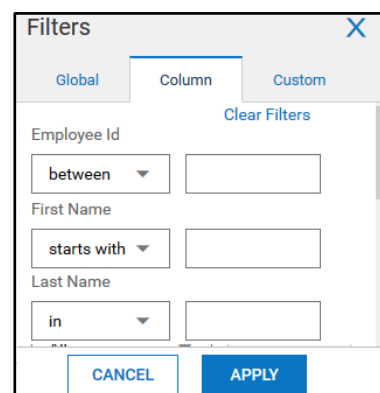 Filters X
Global Column Custom
Clear Filters
Employee Id
between
First Name
starts with
Last Name
in
CANCEL APPLY